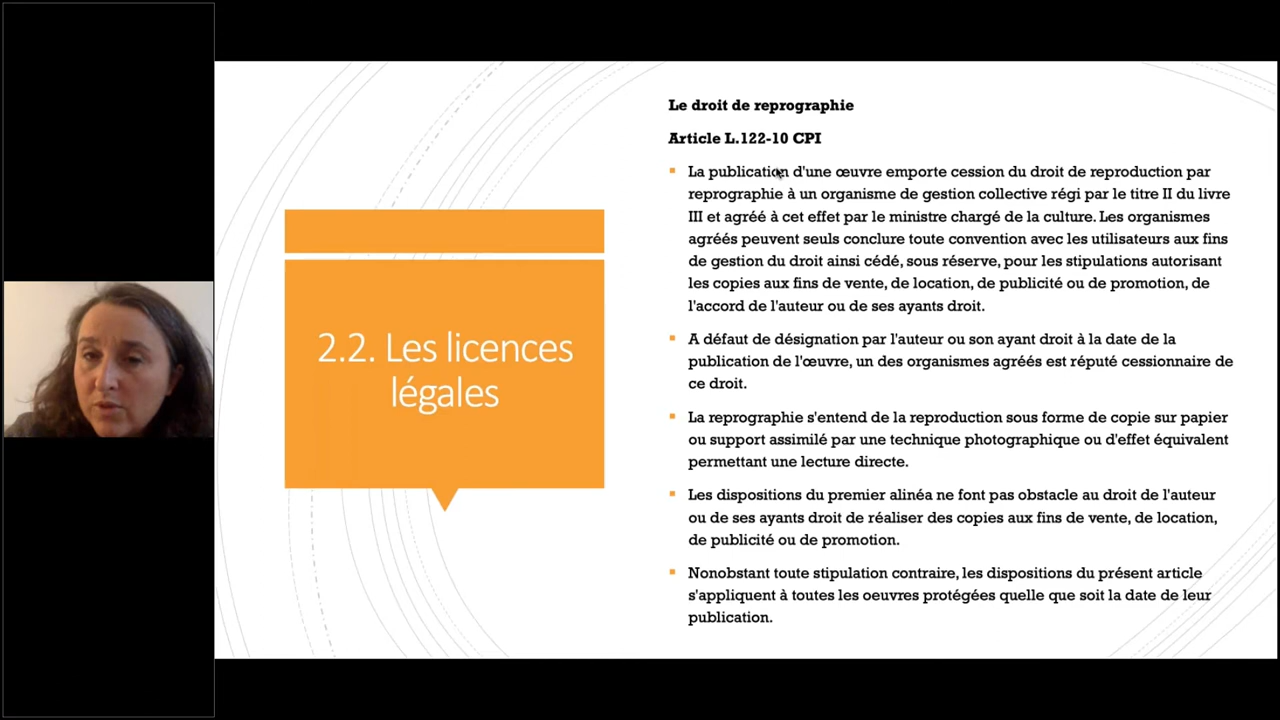 2.2. Les licences
légales
Le droit de reprographie
Article L.122-10 CPI
La publication d'une œuvre emporte cession du droit de reproduction par
reprographie à un organisme de gestion collective régi par le titre II du livre
III et agréé à cet effet par le ministre chargé de la culture. Les organismes
agréés peuvent seuls conclure toute convention avec les utilisateurs aux fins
de gestion du droit ainsi cédé, sous réserve, pour les stipulations autorisant
les copies aux fins de vente, de location, de publicité ou de promotion, de
l'accord de l'auteur ou de ses ayants droit.
A défaut de désignation par l'auteur ou son ayant droit à la date de la
publication de l'œuvre, un des organismes agréés est réputé cessionnaire de
ce droit.
La reprographie s'entend de la reproduction sous forme de copie sur papier
ou support assimilé par une technique photographique ou d'effet équivalent
permettant une lecture directe.
Les dispositions du premier alinéa ne font pas obstacle au droit de l'auteur
ou de ses ayants droit de réaliser des copies aux fins de vente, de location,
de publicité ou de promotion.
Nonobstant toute stipulation contraire, les dispositions du présent article
s'appliquent à toutes les oeuvres protégées quelle que soit la date de leur
publication.